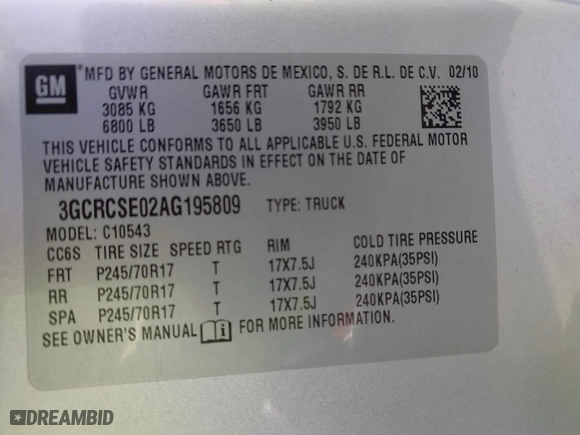 GM *MFD BY GENERAL MOTORS DE MEXICO, S. DE R.L. DE C.V. 02/10
GVWR GAWR FRT GAWR RR
3085 KG 1656 KG 1792 KG
6800 LB 3650 LB 3950 LB
THIS VEHICLE CONFORMS TO ALL APPLICABLE U.S. FEDERAL MOTOR
VEHICLE SAFETY STANDARDS IN EFFECT ON THE DATE OF
MANUFACTURE SHOWN ABOVE.
3GCRCSE02AG195809 TYPE: TRUCK
MODEL: C10543
CC6S TIRE SIZE SPEED RTG RIM COLD TIRE PRESSURE
FRT P245/70R17 T 17X7.5J 240KPA(35PSI)
RR P245/70R17 T 17X7.5J 240KPA(35PSI)
SPA P245/70R17 T 17X7.5J 240KPA(35PSI)
SEE OWNER'S MANUAL FOR MORE INFORMATION.
DREAMBID